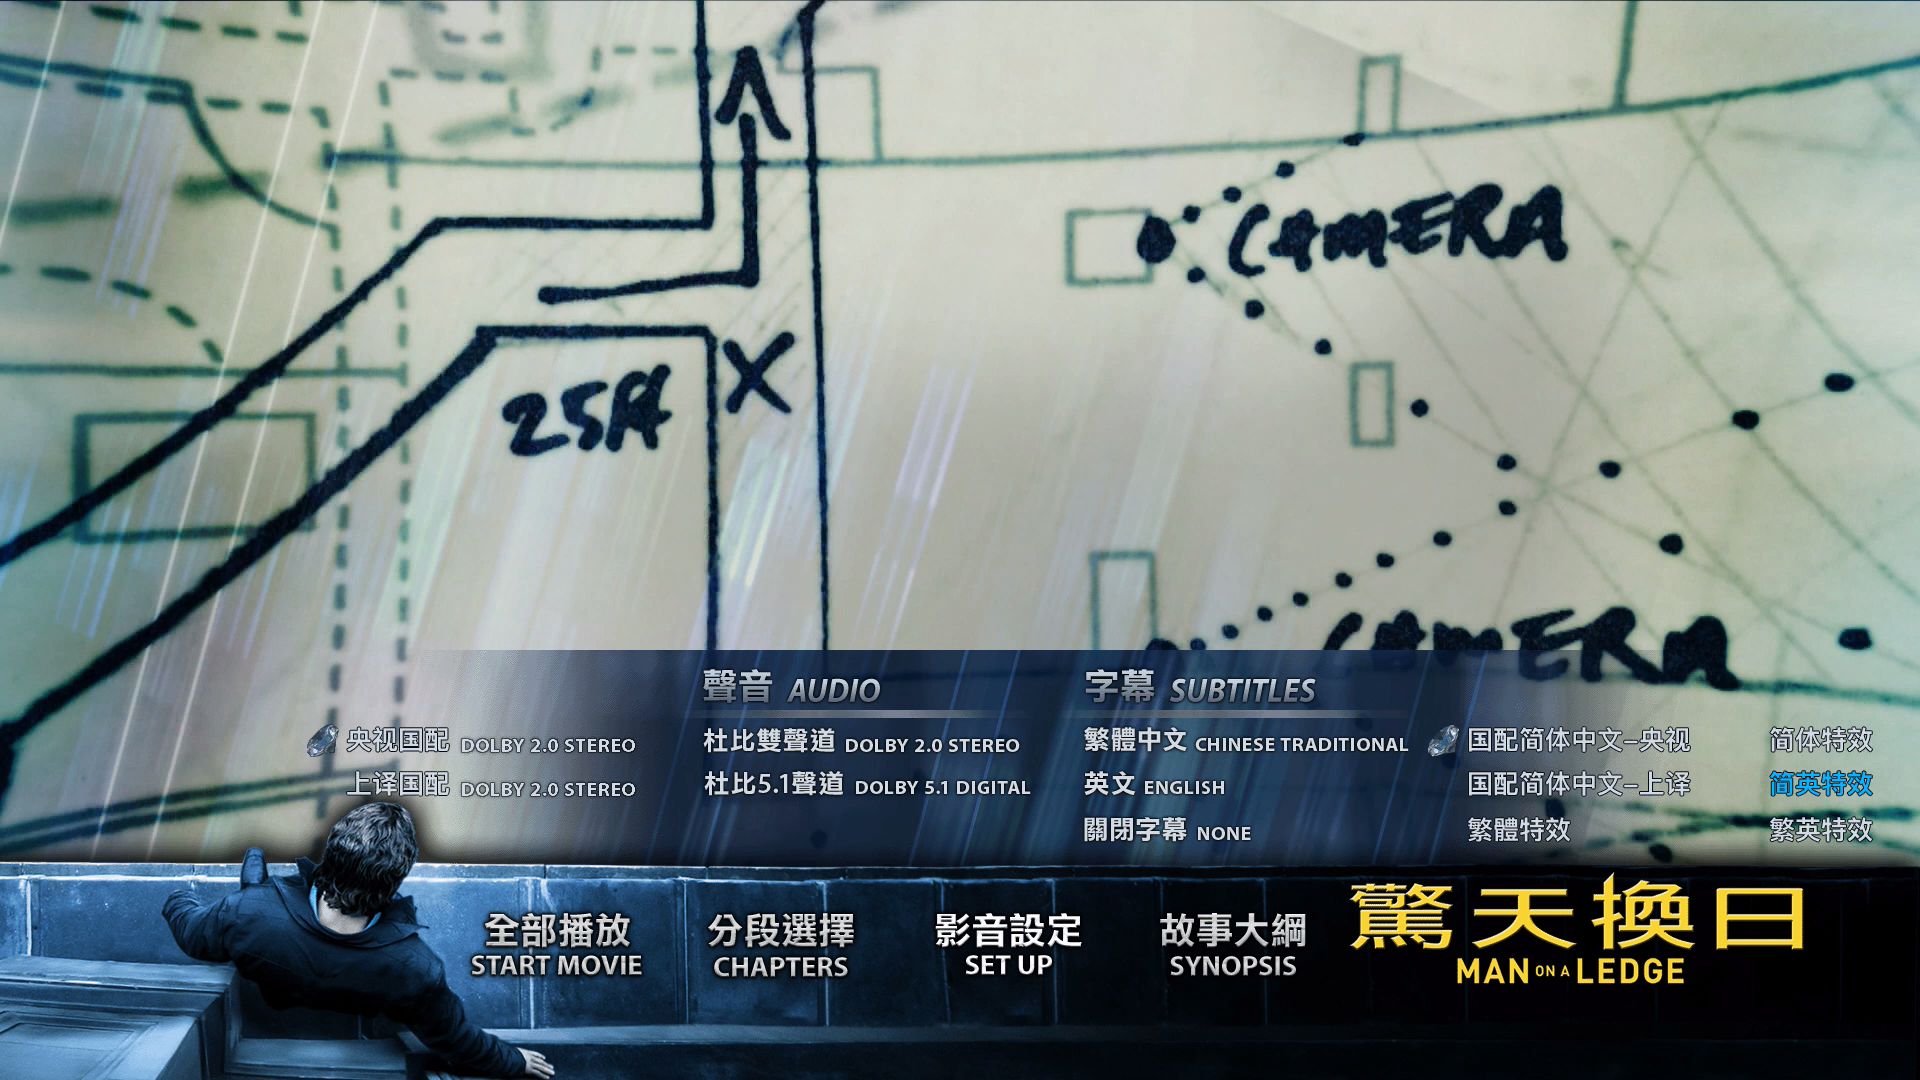 CAMERA
25ft
X
CAMERA
聲音 AUDIO
央视国配 DOLBY 2.0 STEREO
上译国配 DOLBY 2.0 STEREO
杜比雙聲道 DOLBY 2.0 STEREO
杜比5.1聲道 DOLBY 5.1 DIGITAL
字幕 SUBTITLES
繁體中文 CHINESE TRADITIONAL
英文 ENGLISH
關閉字幕 NONE
国配简体中文–央视
国配简体中文–上译
繁體特效
简体特效
简英特效
繁英特效
全部播放
START MOVIE
分段選擇
CHAPTERS
影音設定
SET UP
故事大綱
SYNOPSIS
驚天換日
MAN ON A LEDGE